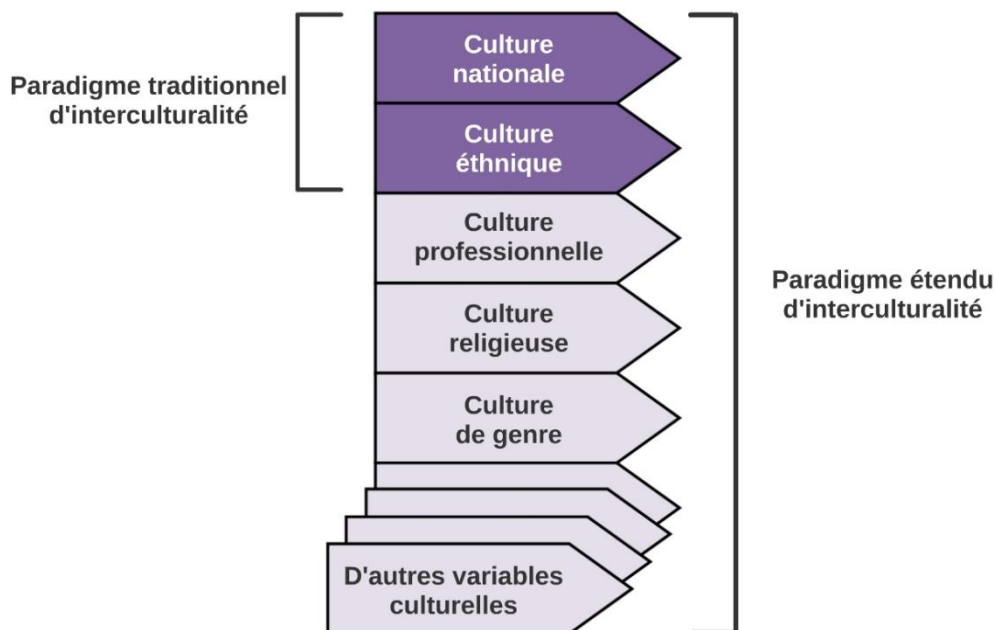 Paradigme traditionnel
d'interculturalité
Culture
nationale
Culture
éthnique
Culture
professionnelle
Culture
religieuse
Culture
de genre
D'autres variables
culturelles
Paradigme étendu
d'interculturalité